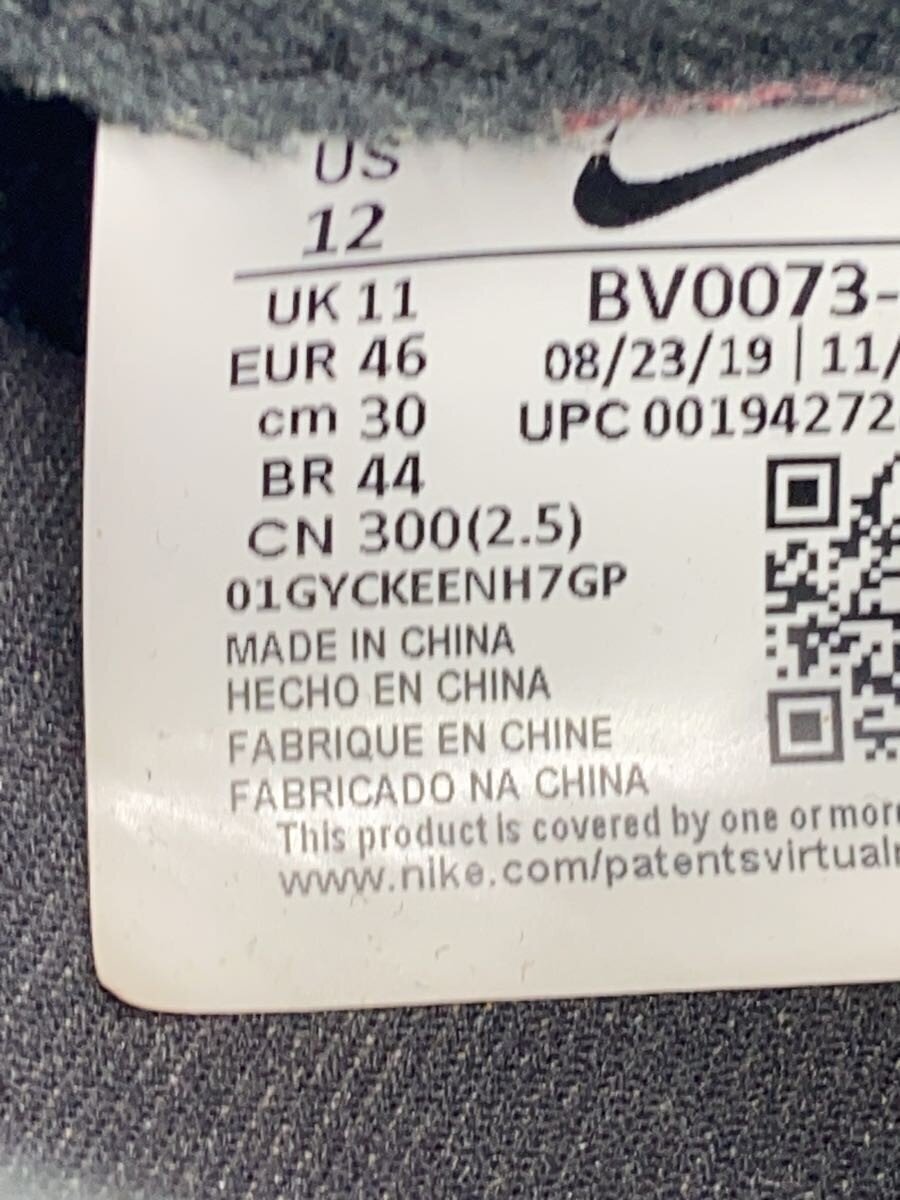 US
12
UK 11
EUR 46
cm 30
BR 44
CN 300(2.5)
01GYCKEENH7GP
BV0073-
08/23/19 | 11/
UPC 00194272
MADE IN CHINA
HECHO EN CHINA
FABRIQUE EN CHINE
FABRICADO NA CHINA
This product is covered by one or mor
www.nike.com/patentsvirtual